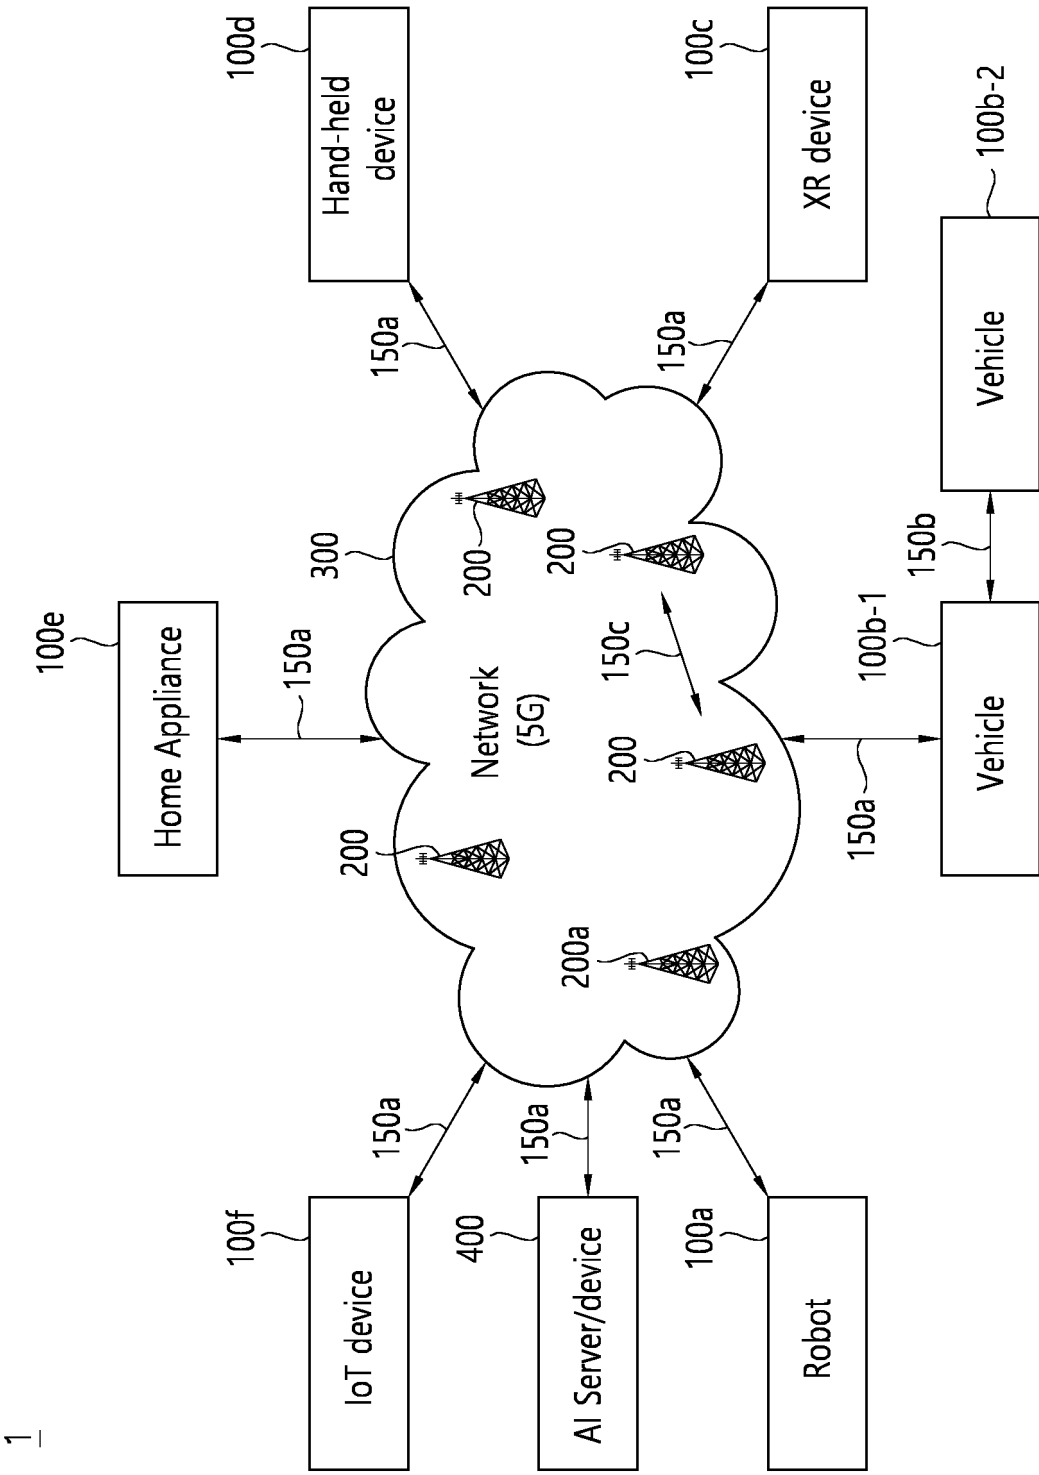 1
100e
Home Appliance
150a
100f
IoT device
150a
300
100d
Hand-held
device
150a
200
200
Network
(5G)
400
AI Server/device
150a
200a
200
150c
200
100a
Robot
150a
150a
100c
XR device
150a
100b-1
Vehicle
150b
100b-2
Vehicle